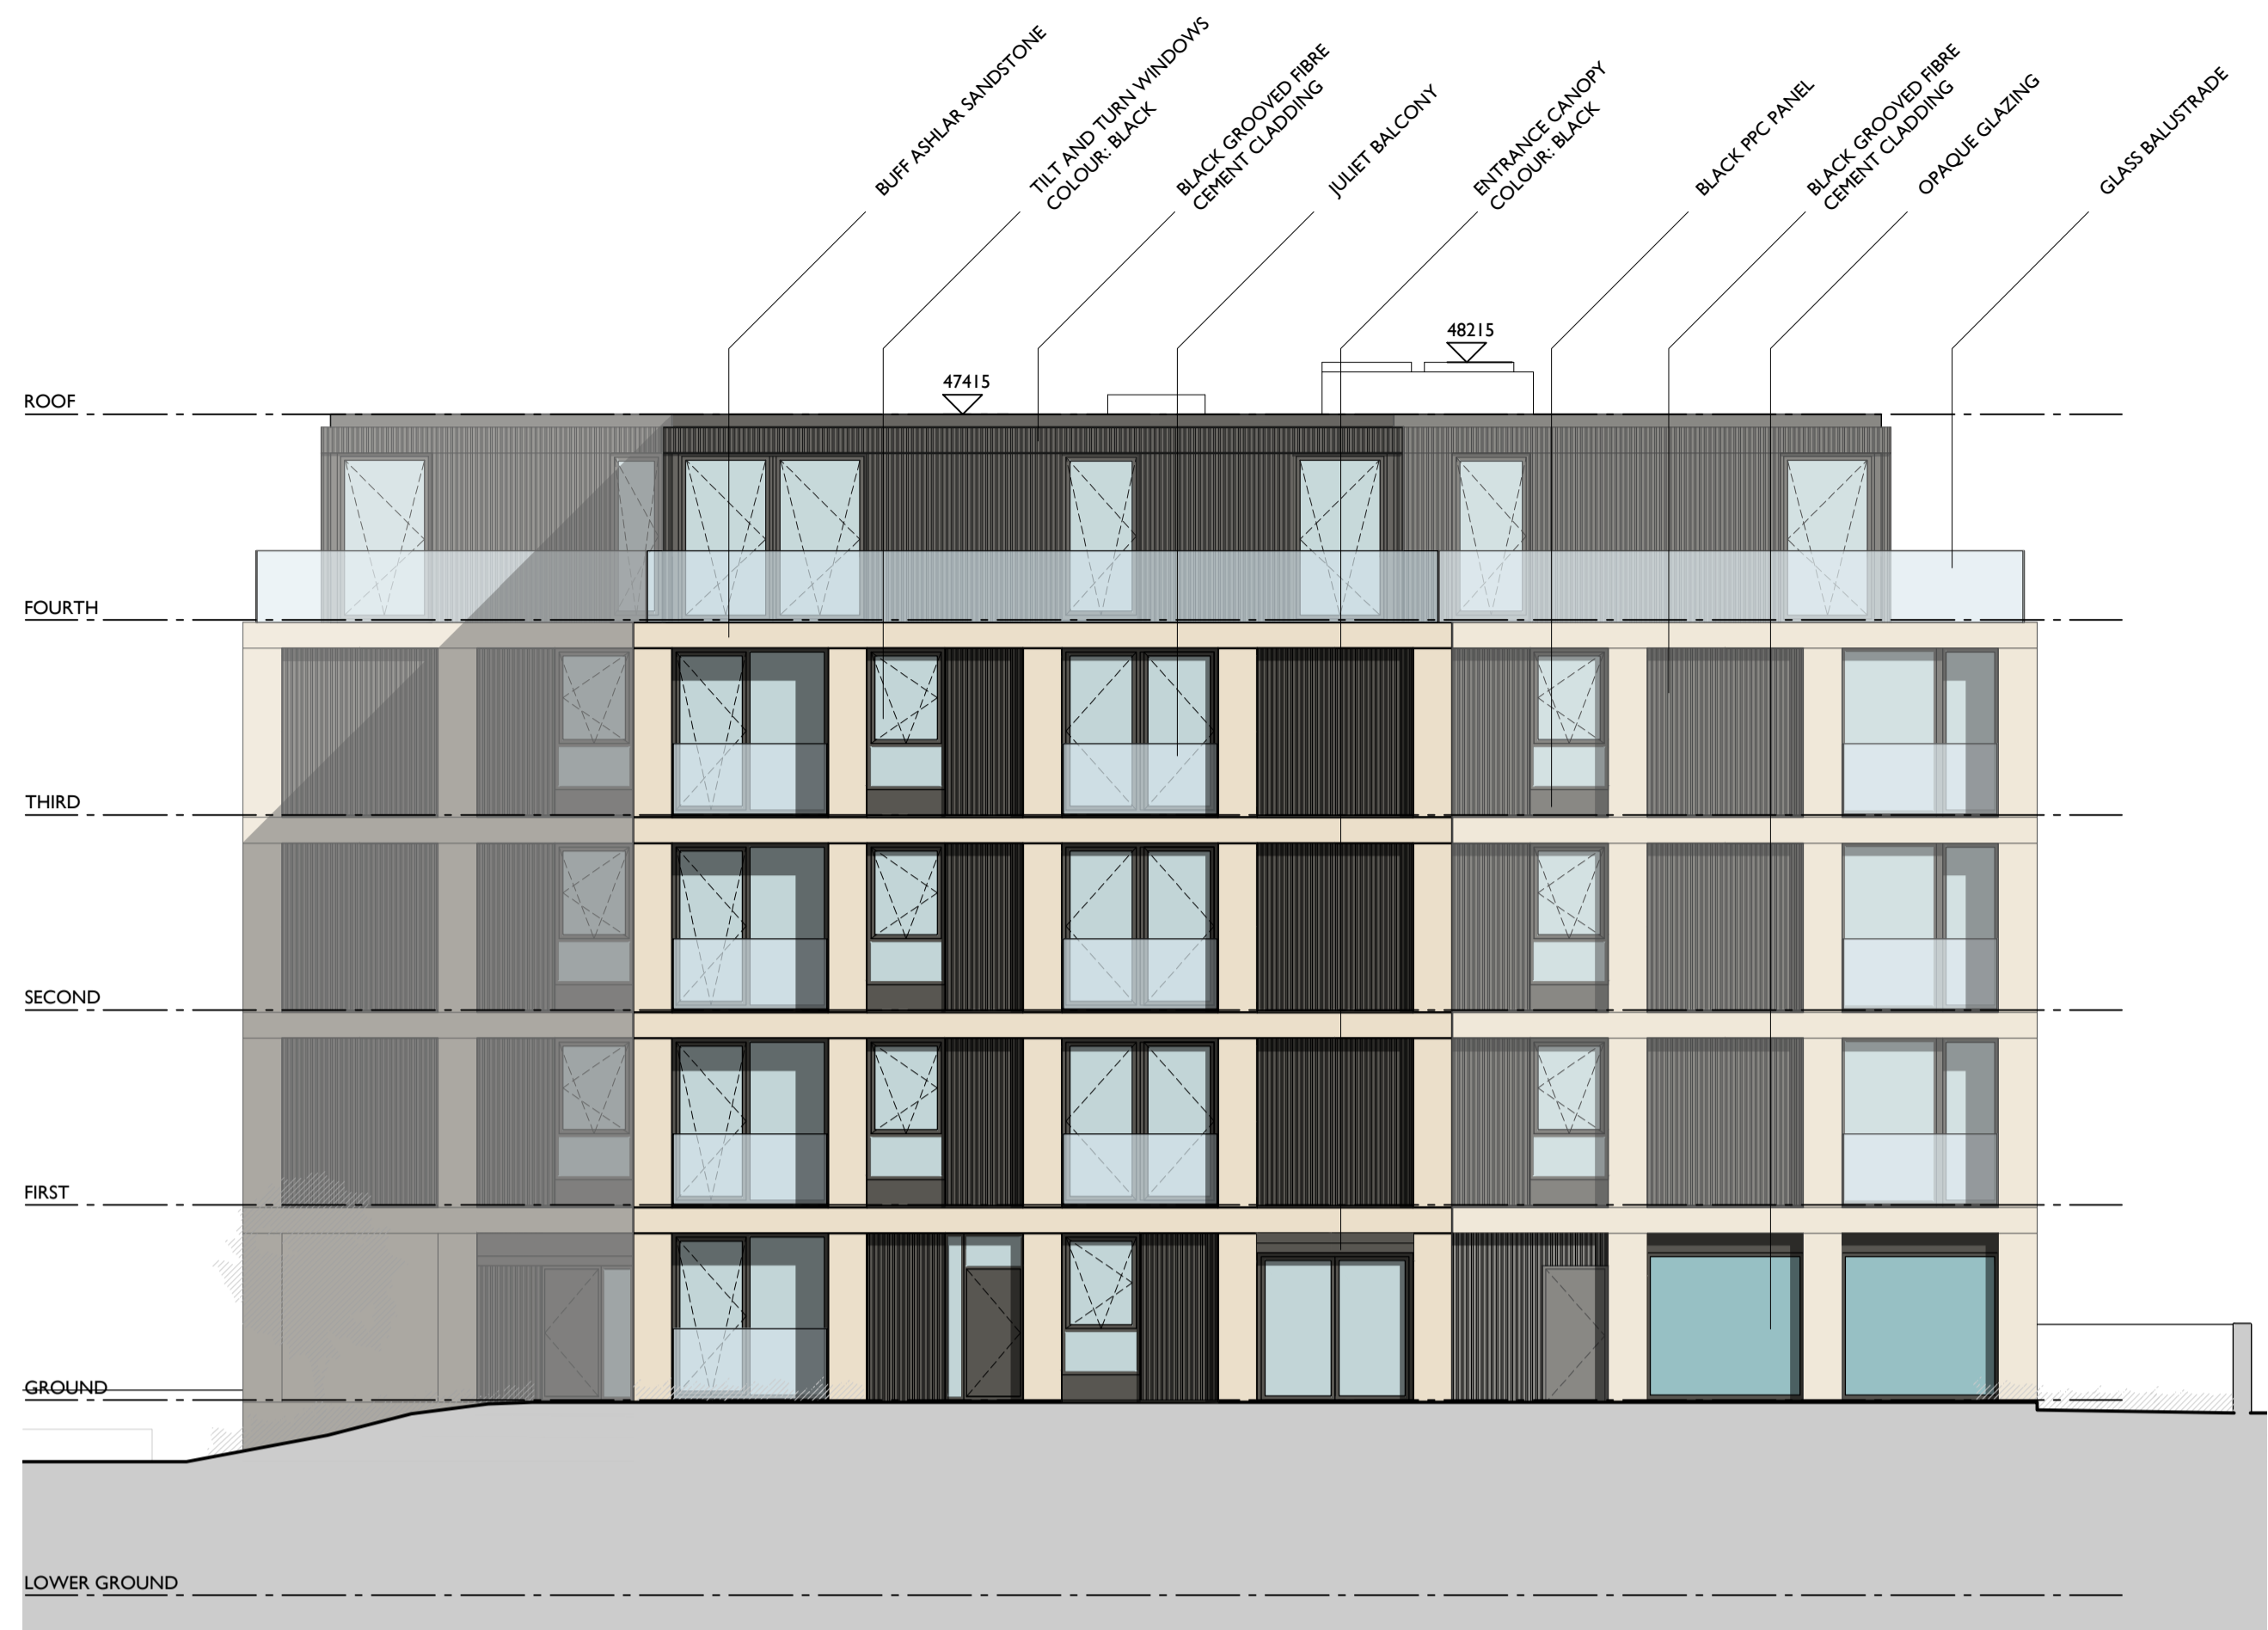 BUFF ASHLAR SANDSTONE
TILT AND TURN WINDOWS
COLOUR: BLACK
BLACK GROOVED FIBRE
CEMENT CLADDING
JULIET BALCONY
ENTRANCE CANOPY
COLOUR: BLACK
BLACK PPC PANEL
BLACK GROOVED FIBRE
CEMENT CLADDING
OPAQUE GLAZING
GLASS BALUSTRADE
48215
47415
ROOF
FOURTH
THIRD
SECOND
FIRST
GROUND
LOWER GROUND